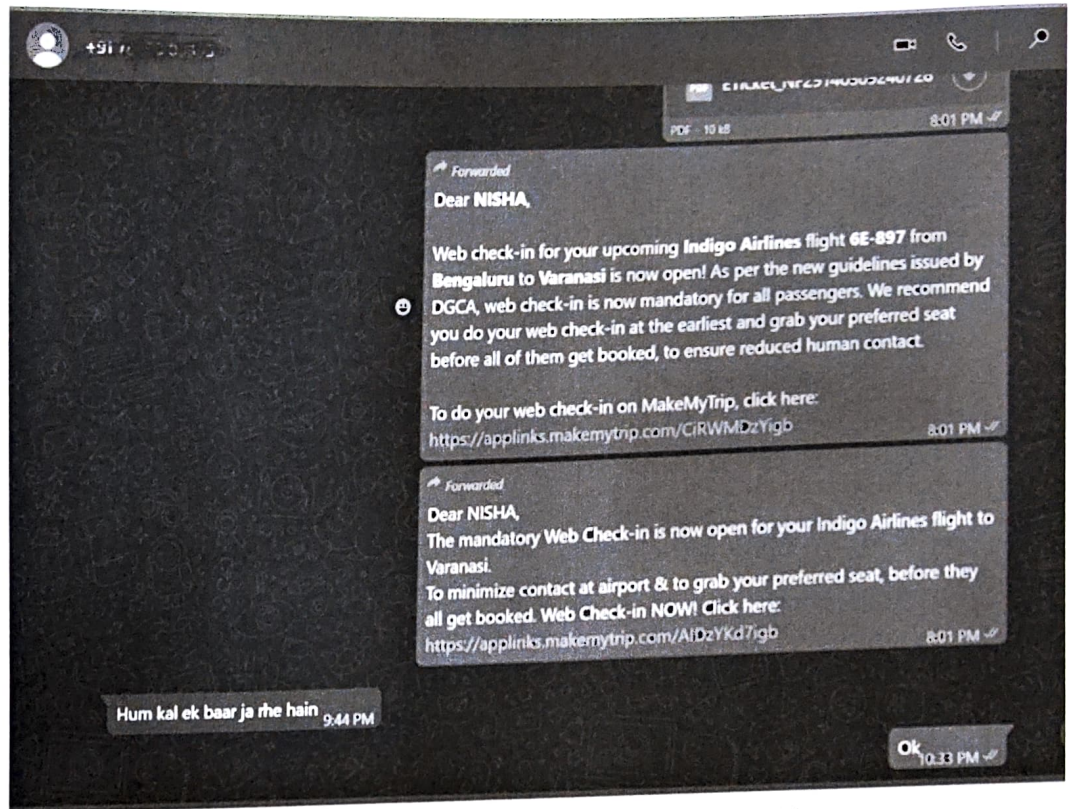 +91
PDF
PDF · 10 kB
8:01 PM
Forwarded
Dear NISHA,
Web check-in for your upcoming Indigo Airlines flight 6E-897 from
Bengaluru to Varanasi is now open! As per the new guidelines issued by
DGCA, web check-in is now mandatory for all passengers. We recommend
you do your web check-in at the earliest and grab your preferred seat
before all of them get booked, to ensure reduced human contact.
To do your web check-in on MakeMyTrip, click here:
https://applinks.makemytrip.com/CiRWMDzYigb
8:01 PM
Forwarded
Dear NISHA,
The mandatory Web Check-in is now open for your Indigo Airlines flight to
Varanasi.
To minimize contact at airport & to grab your preferred seat, before they
all get booked. Web Check-in NOW! Click here:
https://applinks.makemytrip.com/AIDzYKd7igb
8:01 PM
Hum kal ek baar ja rhe hain 9:44 PM
Ok 10:33 PM